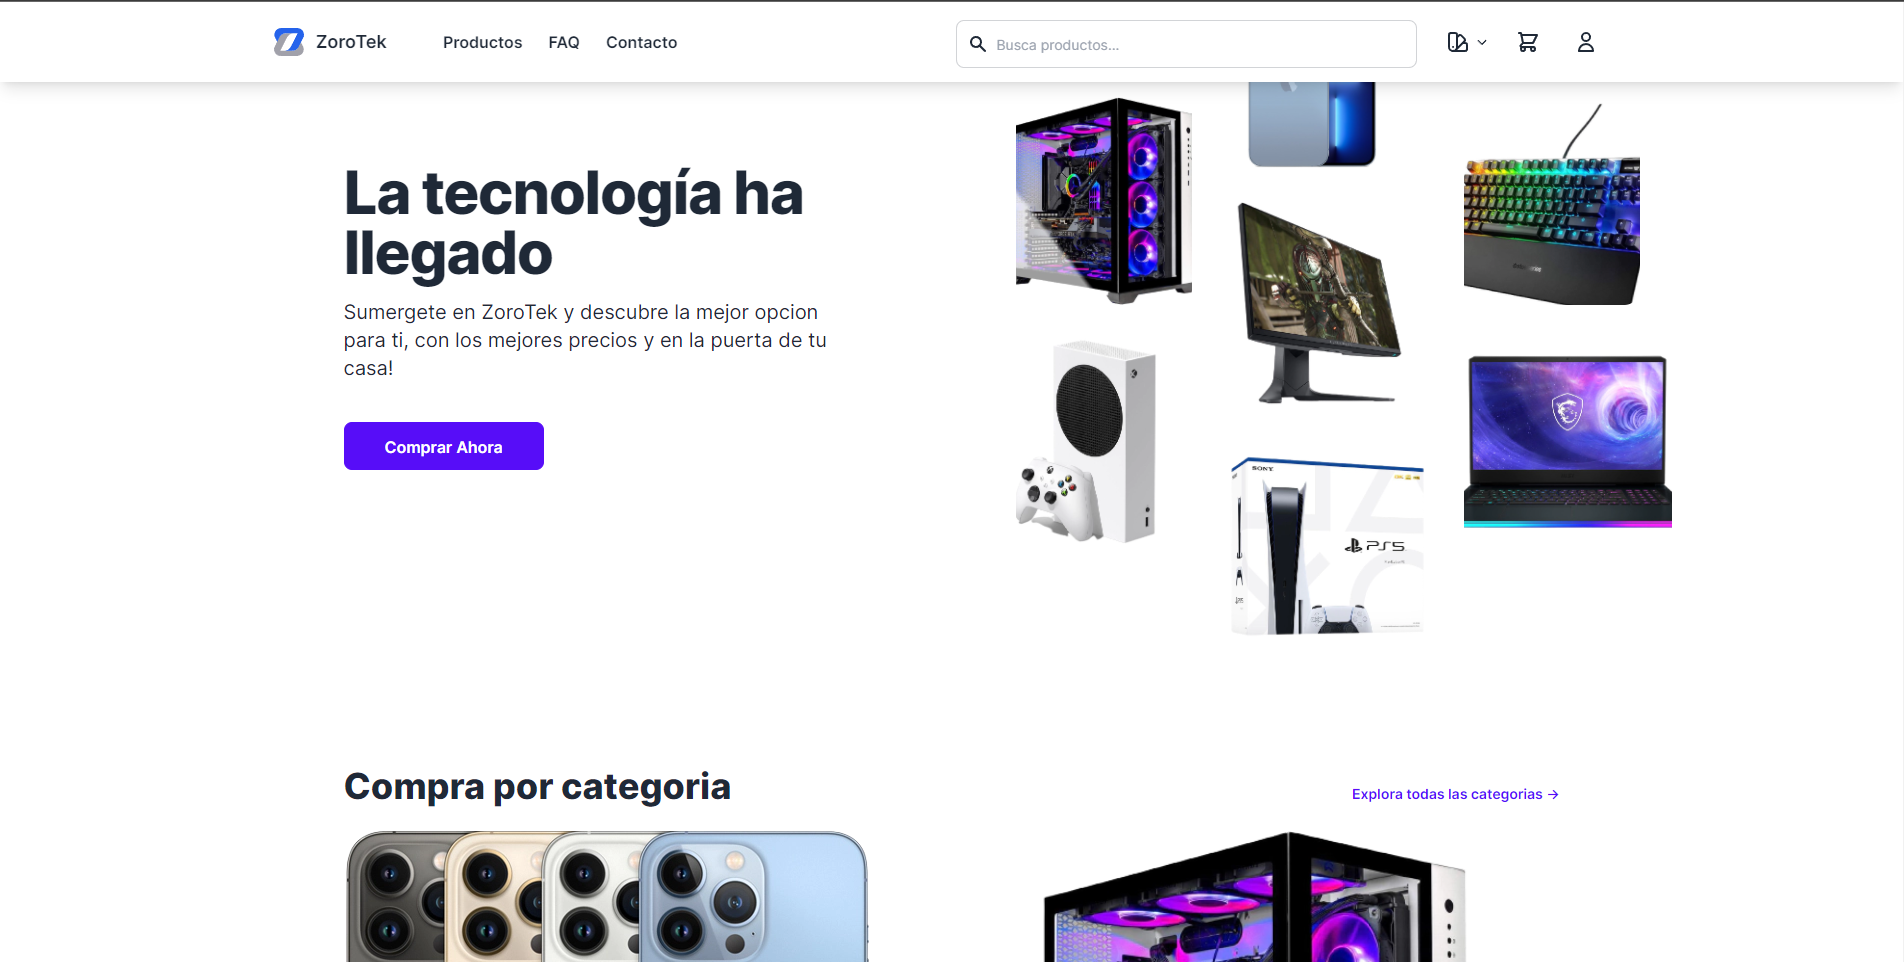 ZoroTek
Productos
FAQ
Contacto
Busca productos...
La tecnología ha
llegado
Sumergete en ZoroTek y descubre la mejor opcion
para ti, con los mejores precios y en la puerta de tu
casa!
Comprar Ahora
SONY
PS5
Compra por categoria
Explora todas las categorias →